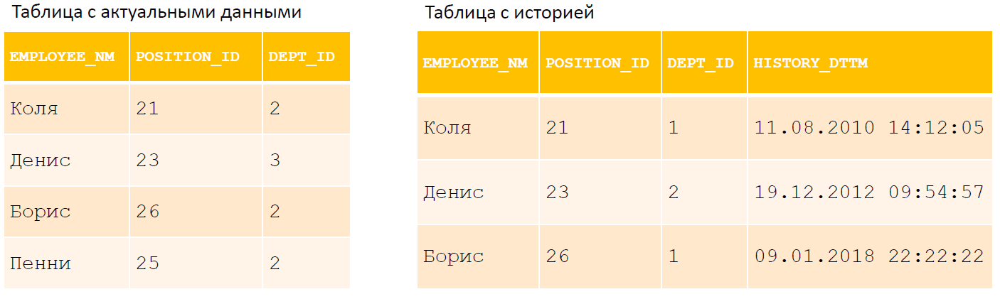 Таблица с актуальными данными
EMPLOYEE_NM POSITION_ID DEPT_ID
Коля 21 2
Денис 23 3
Борис 26 2
Пенни 25 2
Таблица с историей
EMPLOYEE_NM POSITION_ID DEPT_ID HISTORY_DTTM
Коля 21 1 11.08.2010 14:12:05
Денис 23 2 19.12.2012 09:54:57
Борис 26 1 09.01.2018 22:22:22